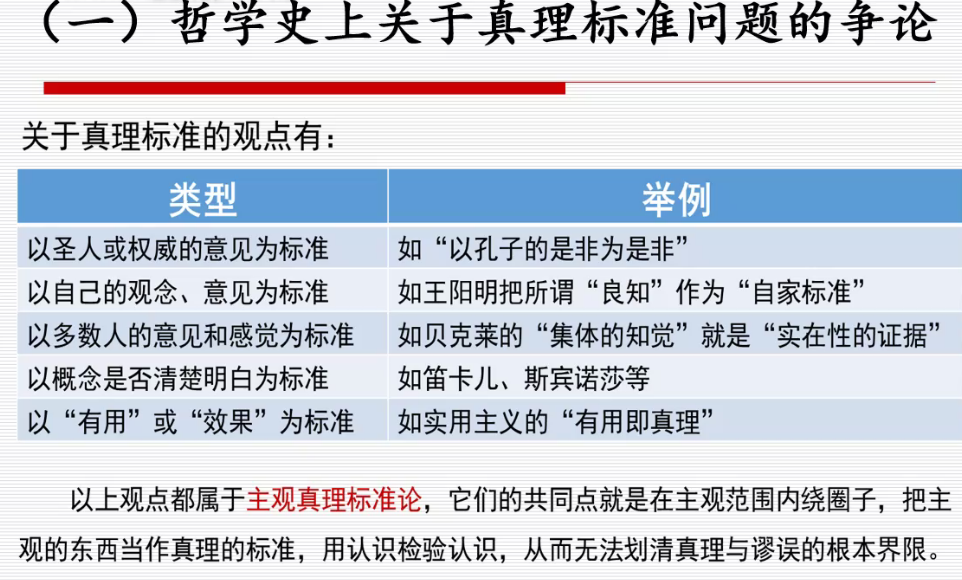 （一）哲学史上关于真理标准问题的争论
关于真理标准的观点有：
类型 举例
以圣人或权威的意见为标准 如“以孔子的是非为是非”
以自己的观念、意见为标准 如王阳明把所谓“良知”作为“自家标准”
以多数人的意见和感觉为标准 如贝克莱的“集体的知觉”就是“实在性的证据”
以概念是否清楚明白为标准 如笛卡儿、斯宾诺莎等
以“有用”或“效果”为标准 如实用主义的“有用即真理”
以上观点都属于主观真理标准论，它们的共同点就是在主观范围内绕圈子，把主
观的东西当作真理的标准，用认识检验认识，从而无法划清真理与谬误的根本界限。